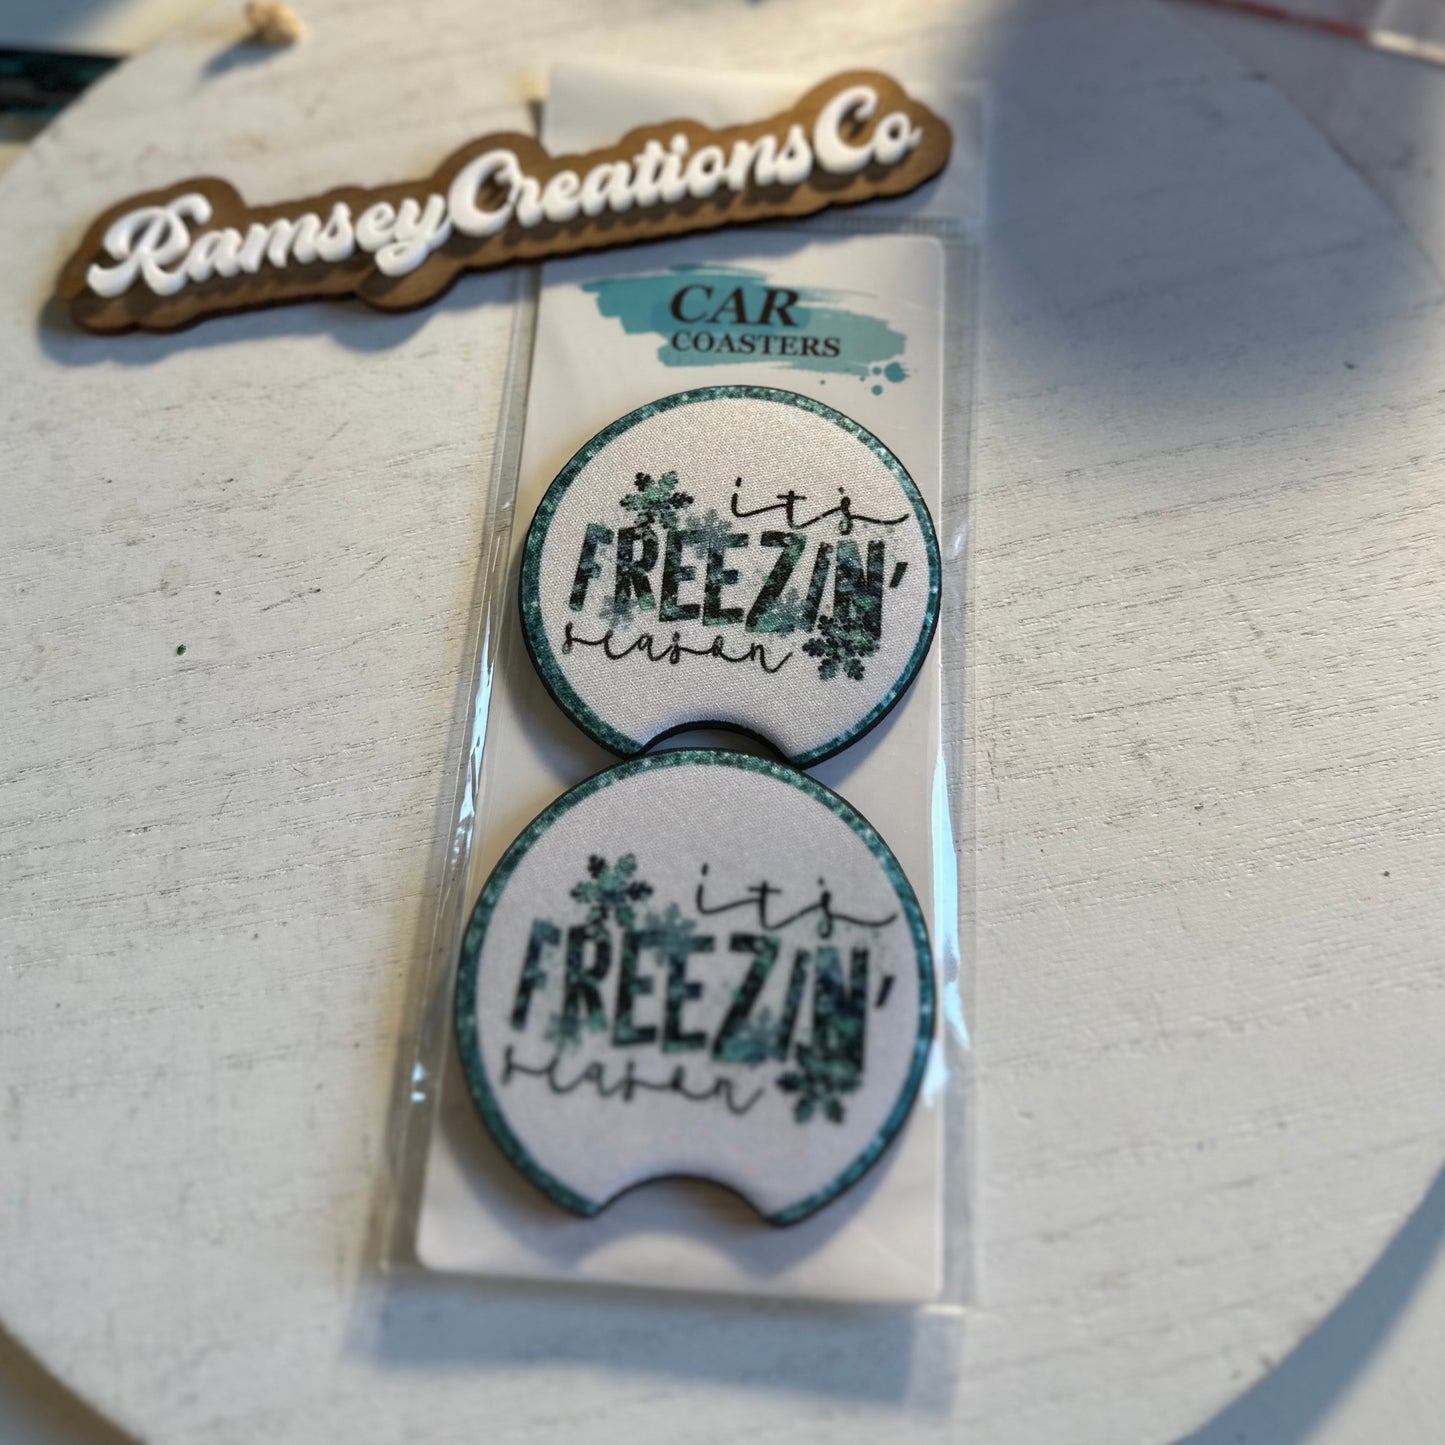 RamseyCreationsCo
CAR
COASTERS
it's
FREEZIN'
season
it's
FREEZIN'
season